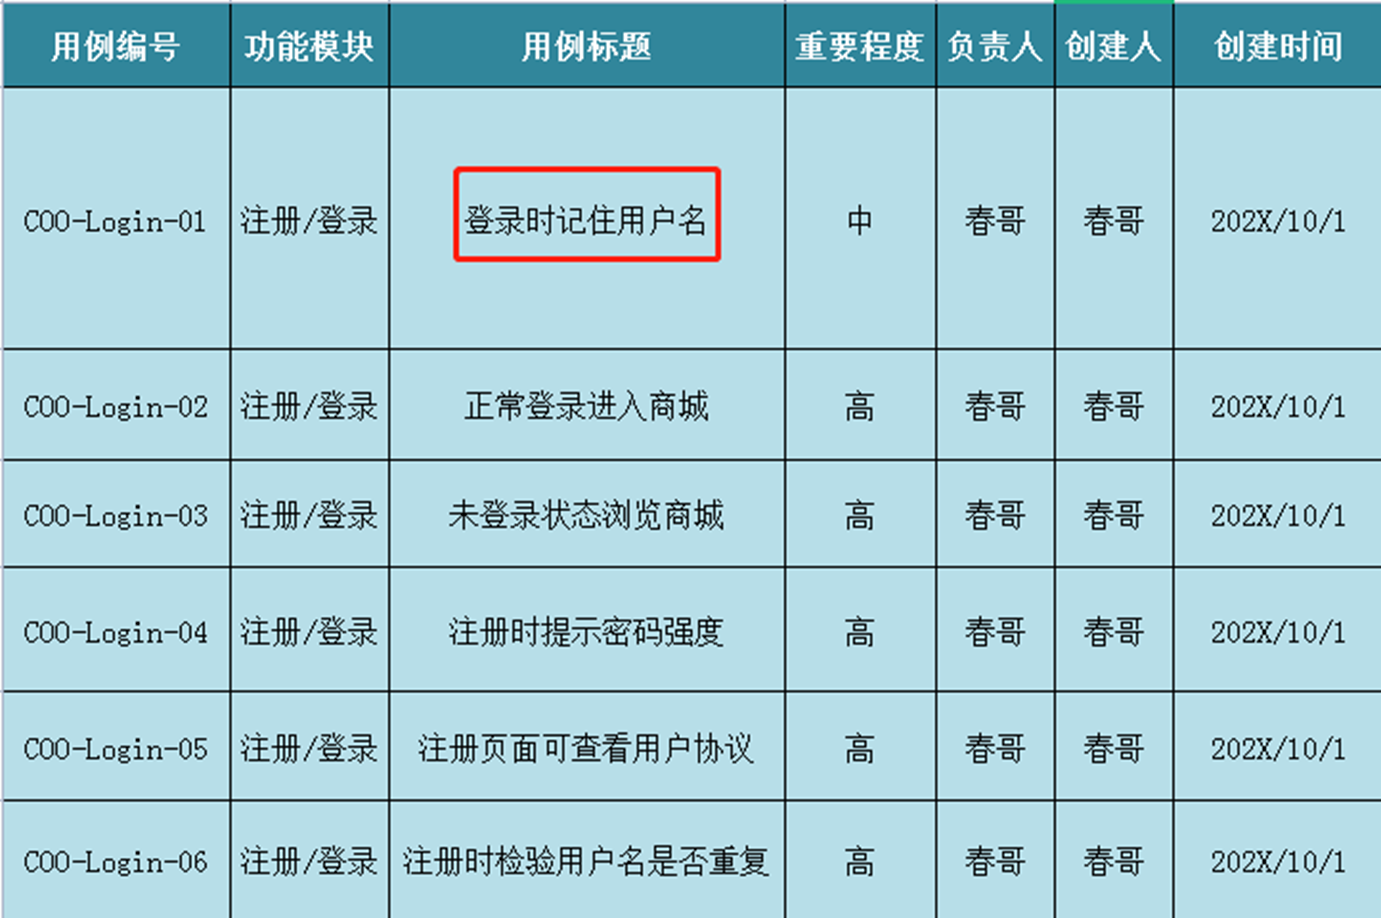 用例编号 功能模块 用例标题 重要程度 负责人 创建人 创建时间
COO-Login-01 注册/登录 登录时记住用户名 中 春哥 春哥 202X/10/1
COO-Login-02 注册/登录 正常登录进入商城 高 春哥 春哥 202X/10/1
COO-Login-03 注册/登录 未登录状态浏览商城 高 春哥 春哥 202X/10/1
COO-Login-04 注册/登录 注册时提示密码强度 高 春哥 春哥 202X/10/1
COO-Login-05 注册/登录 注册页面可查看用户协议 高 春哥 春哥 202X/10/1
COO-Login-06 注册/登录 注册时检验用户名是否重复 高 春哥 春哥 202X/10/1